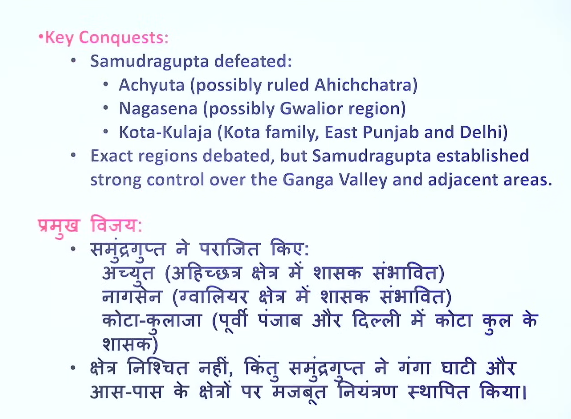 •Key Conquests:
• Samudragupta defeated:
• Achyuta (possibly ruled Ahichchatra)
• Nagasena (possibly Gwalior region)
• Kota-Kulaja (Kota family, East Punjab and Delhi)
• Exact regions debated, but Samudragupta established
strong control over the Ganga Valley and adjacent areas.
प्रमुख विजय:
• समुंद्रगुप्त ने पराजित किए:
अच्युत (अहिच्छत्र क्षेत्र में शासक संभावित)
नागसेन (ग्वालियर क्षेत्र में शासक संभावित)
कोटा-कुलाजा (पूर्वी पंजाब और दिल्ली में कोटा कुल के
शासक)
• क्षेत्र निश्चित नहीं, किंतु समुंद्रगुप्त ने गंगा घाटी और
आस-पास के क्षेत्रों पर मजबूत नियंत्रण स्थापित किया।